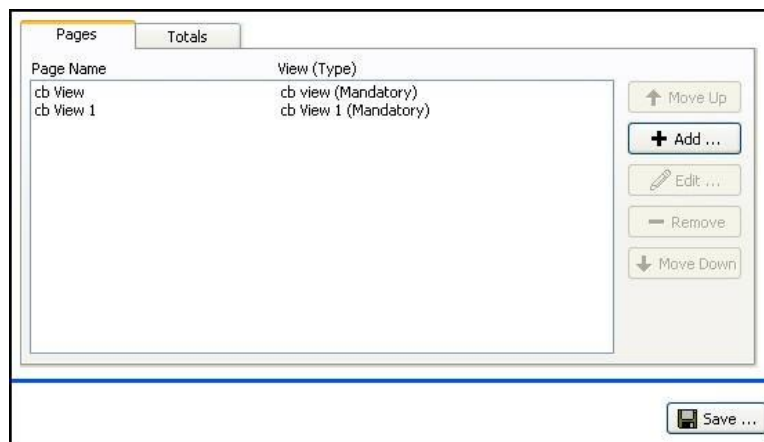 Pages Totals
Page Name View (Type)
cb View cb view (Mandatory)
cb View 1 cb View 1 (Mandatory)
Move Up
Add ...
Edit ...
Remove
Move Down
Save ...